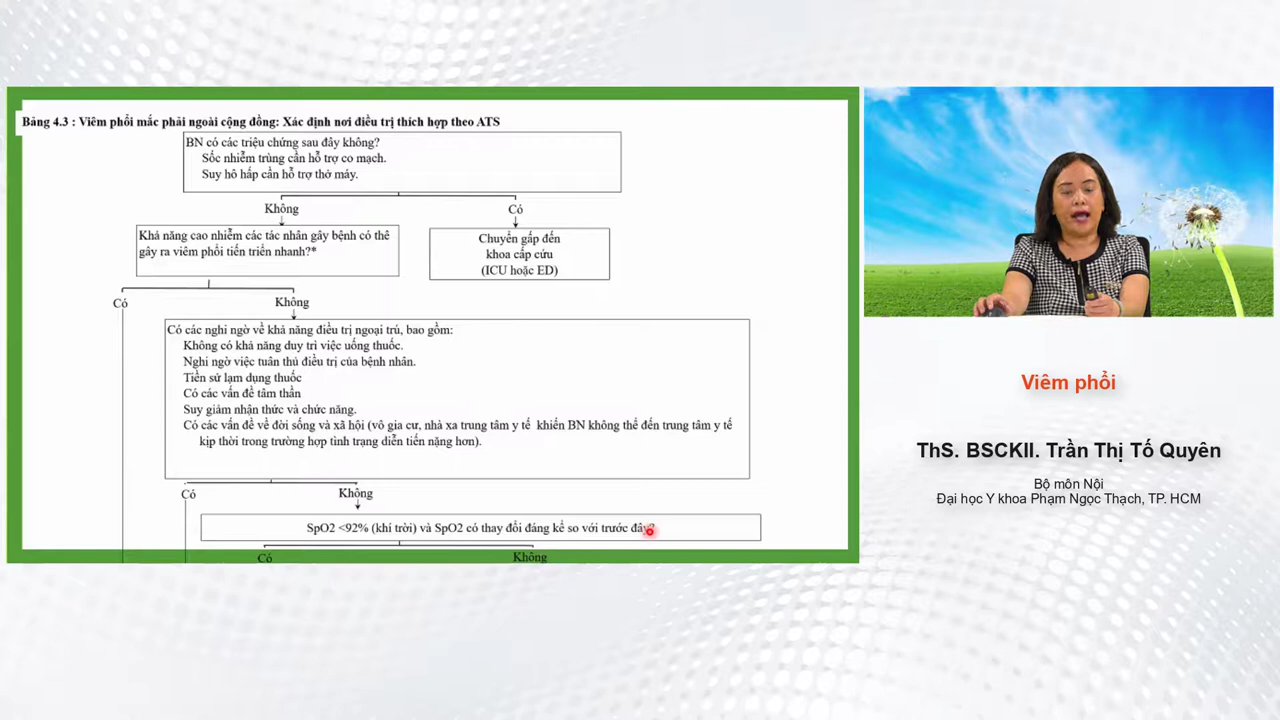 Bảng 4.3 : Viêm phổi mắc phải ngoài cộng đồng: Xác định nơi điều trị thích hợp theo ATS
BN có các triệu chứng sau đây không?
Sốc nhiễm trùng cần hỗ trợ co mạch.
Suy hô hấp cần hỗ trợ thở máy.
Không
Có
Khả năng cao nhiễm các tác nhân gây bệnh có thể
gây ra viêm phổi tiến triển nhanh?*
Chuyển gấp đến
khoa cấp cứu
(ICU hoặc ED)
Có
Không
Có các nghi ngờ về khả năng điều trị ngoại trú, bao gồm:
Không có khả năng duy trì việc uống thuốc.
Nghi ngờ việc tuân thủ điều trị của bệnh nhân.
Tiền sử lạm dụng thuốc
Có các vấn đề tâm thần
Suy giảm nhận thức và chức năng.
Có các vấn đề về đời sống và xã hội (vô gia cư, nhà xa trung tâm y tế khiến BN không thể đến trung tâm y tế
kịp thời trong trường hợp tình trạng diễn tiến nặng hơn).
Có
Không
SpO2 <92% (khí trời) và SpO2 có thay đổi đáng kể so với trước đây?
Có
Không
Viêm phổi
ThS. BSCKII. Trần Thị Tố Quyên
Bộ môn Nội
Đại học Y khoa Phạm Ngọc Thạch, TP. HCM